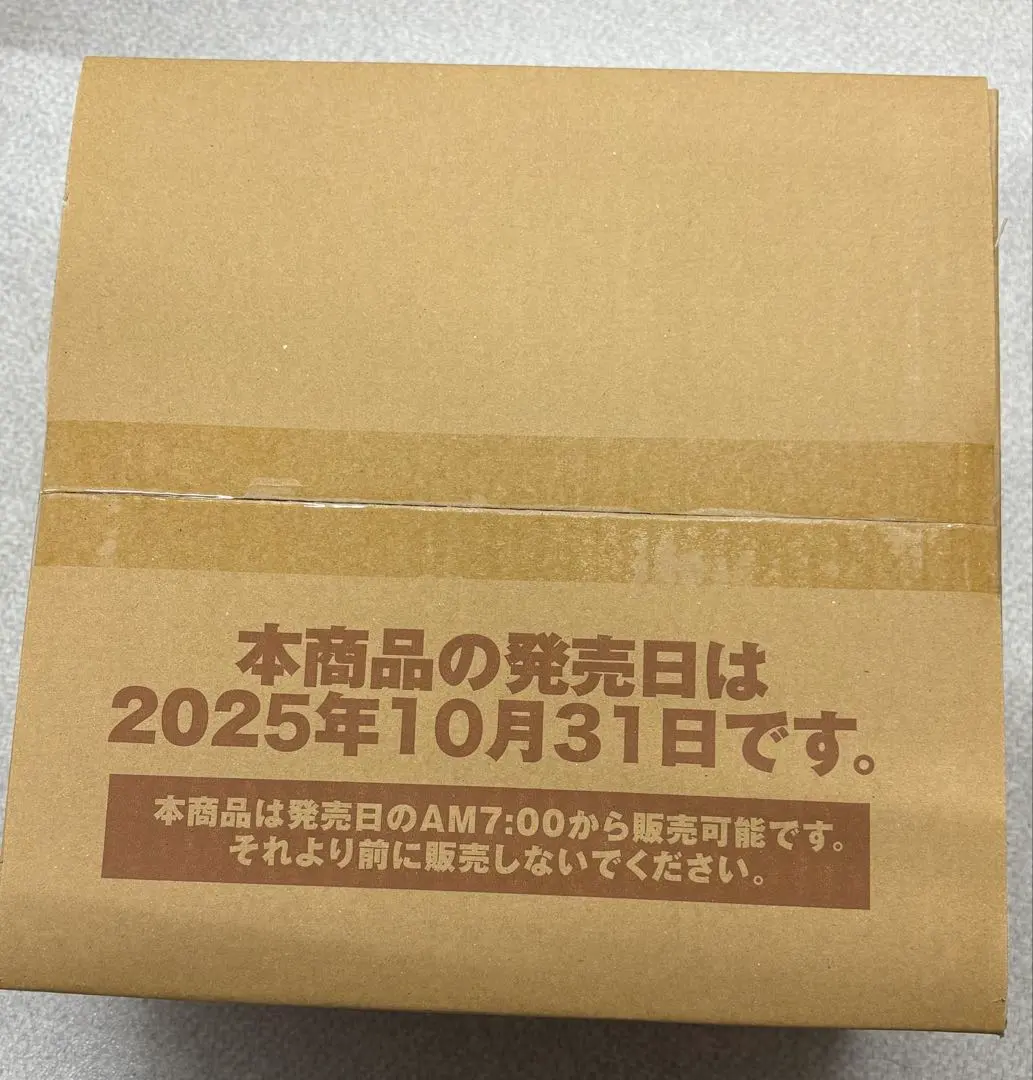 本商品の発売日は
2025年10月31日です。
本商品は発売日のAM7:00から販売可能です。
それより前に販売しないでください。